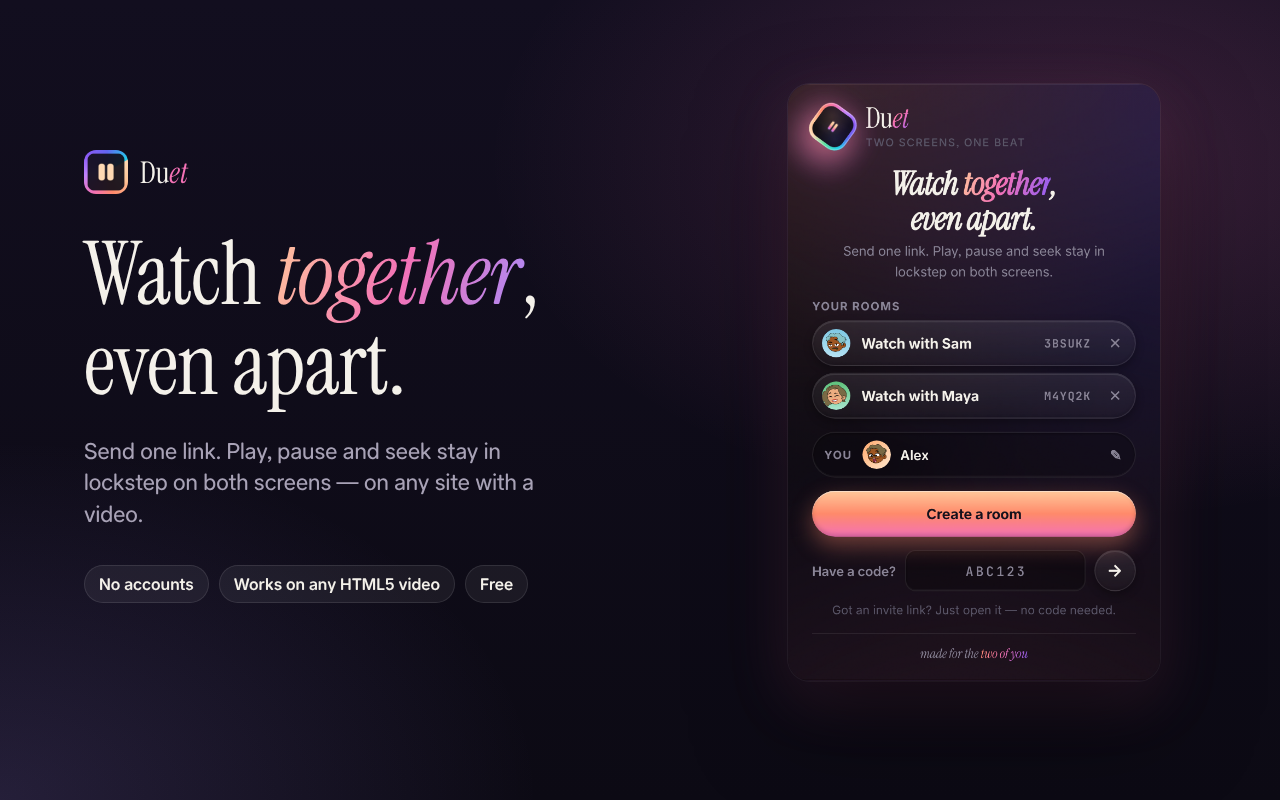 Duet
Watch together,
even apart.
Send one link. Play, pause and seek stay in
lockstep on both screens — on any site with a
video.
No accounts
Works on any HTML5 video
Free
Duet
TWO SCREENS, ONE BEAT
Watch together,
even apart.
Send one link. Play, pause and seek stay in
lockstep on both screens.
YOUR ROOMS
Watch with Sam 3BSUKZ ✕
Watch with Maya M4YQ2K ✕
YOU Alex ✎
Create a room
Have a code? ABC123 →
Got an invite link? Just open it — no code needed.
made for the two of you